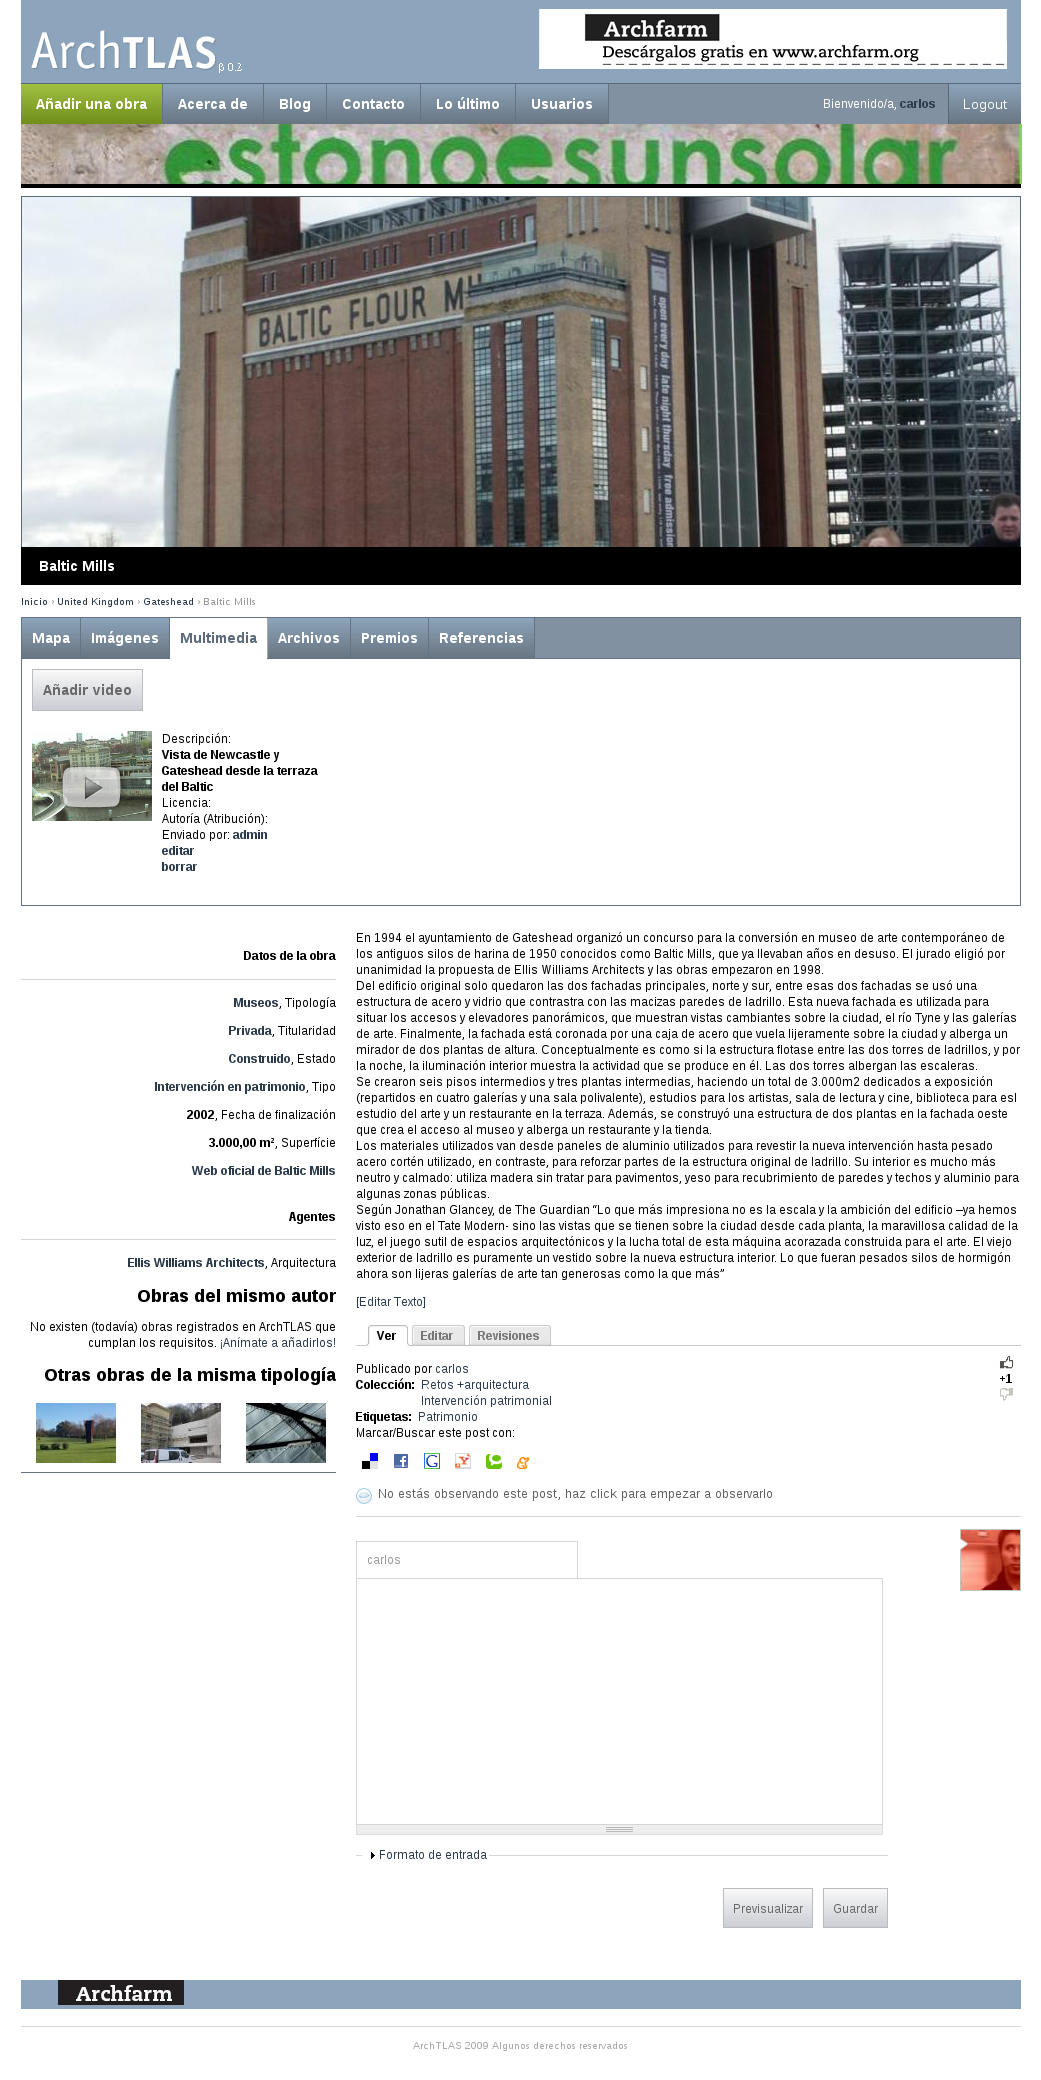 ArchTLAS β 0.2
Archfarm
Descárgalos gratis en www.archfarm.org
Añadir una obra Acerca de Blog Contacto Lo último Usuarios Bienvenido/a, carlos Logout
estonoesunsolar
BALTIC FLOUR M
open every day late night thursday free admission
Baltic Mills
Inicio › United Kingdom › Gateshead › Baltic Mills
Mapa Imágenes Multimedia Archivos Premios Referencias
Añadir video
Descripción:
Vista de Newcastle y
Gateshead desde la terraza
del Baltic
Licencia:
Autoría (Atribución):
Enviado por: admin
editar
borrar
Datos de la obra
Museos, Tipología
Privada, Titularidad
Construido, Estado
Intervención en patrimonio, Tipo
2002, Fecha de finalización
3.000,00 m², Superfície
Web oficial de Baltic Mills
Agentes
Ellis Williams Architects, Arquitectura
Obras del mismo autor
No existen (todavía) obras registrados en ArchTLAS que
cumplan los requisitos. ¡Anímate a añadirlos!
Otras obras de la misma tipología
En 1994 el ayuntamiento de Gateshead organizó un concurso para la conversión en museo de arte contemporáneo de
los antiguos silos de harina de 1950 conocidos como Baltic Mills, que ya llevaban años en desuso. El jurado eligió por
unanimidad la propuesta de Ellis Williams Architects y las obras empezaron en 1998.
Del edificio original solo quedaron las dos fachadas principales, norte y sur, entre esas dos fachadas se usó una
estructura de acero y vidrio que contrastra con las macizas paredes de ladrillo. Esta nueva fachada es utilizada para
situar los accesos y elevadores panorámicos, que muestran vistas cambiantes sobre la ciudad, el río Tyne y las galerías
de arte. Finalmente, la fachada está coronada por una caja de acero que vuela lijeramente sobre la ciudad y alberga un
mirador de dos plantas de altura. Conceptualmente es como si la estructura flotase entre las dos torres de ladrillos, y por
la noche, la iluminación interior muestra la actividad que se produce en él. Las dos torres albergan las escaleras.
Se crearon seis pisos intermedios y tres plantas intermedias, haciendo un total de 3.000m2 dedicados a exposición
(repartidos en cuatro galerías y una sala polivalente), estudios para los artistas, sala de lectura y cine, biblioteca para esl
estudio del arte y un restaurante en la terraza. Además, se construyó una estructura de dos plantas en la fachada oeste
que crea el acceso al museo y alberga un restaurante y la tienda.
Los materiales utilizados van desde paneles de aluminio utilizados para revestir la nueva intervención hasta pesado
acero cortén utilizado, en contraste, para reforzar partes de la estructura original de ladrillo. Su interior es mucho más
neutro y calmado: utiliza madera sin tratar para pavimentos, yeso para recubrimiento de paredes y techos y aluminio para
algunas zonas públicas.
Según Jonathan Glancey, de The Guardian “Lo que más impresiona no es la escala y la ambición del edificio –ya hemos
visto eso en el Tate Modern- sino las vistas que se tienen sobre la ciudad desde cada planta, la maravillosa calidad de la
luz, el juego sutil de espacios arquitectónicos y la lucha total de esta máquina acorazada construida para el arte. El viejo
exterior de ladrillo es puramente un vestido sobre la nueva estructura interior. Lo que fueran pesados silos de hormigón
ahora son lijeras galerías de arte tan generosas como la que más”
[Editar Texto]
Ver Editar Revisiones
Publicado por carlos
+1
Colección: Retos +arquitectura
Intervención patrimonial
Etiquetas: Patrimonio
Marcar/Buscar este post con:
No estás observando este post, haz click para empezar a observarlo
carlos
Formato de entrada
Previsualizar Guardar
Archfarm
ArchTLAS 2009 Algunos derechos reservados